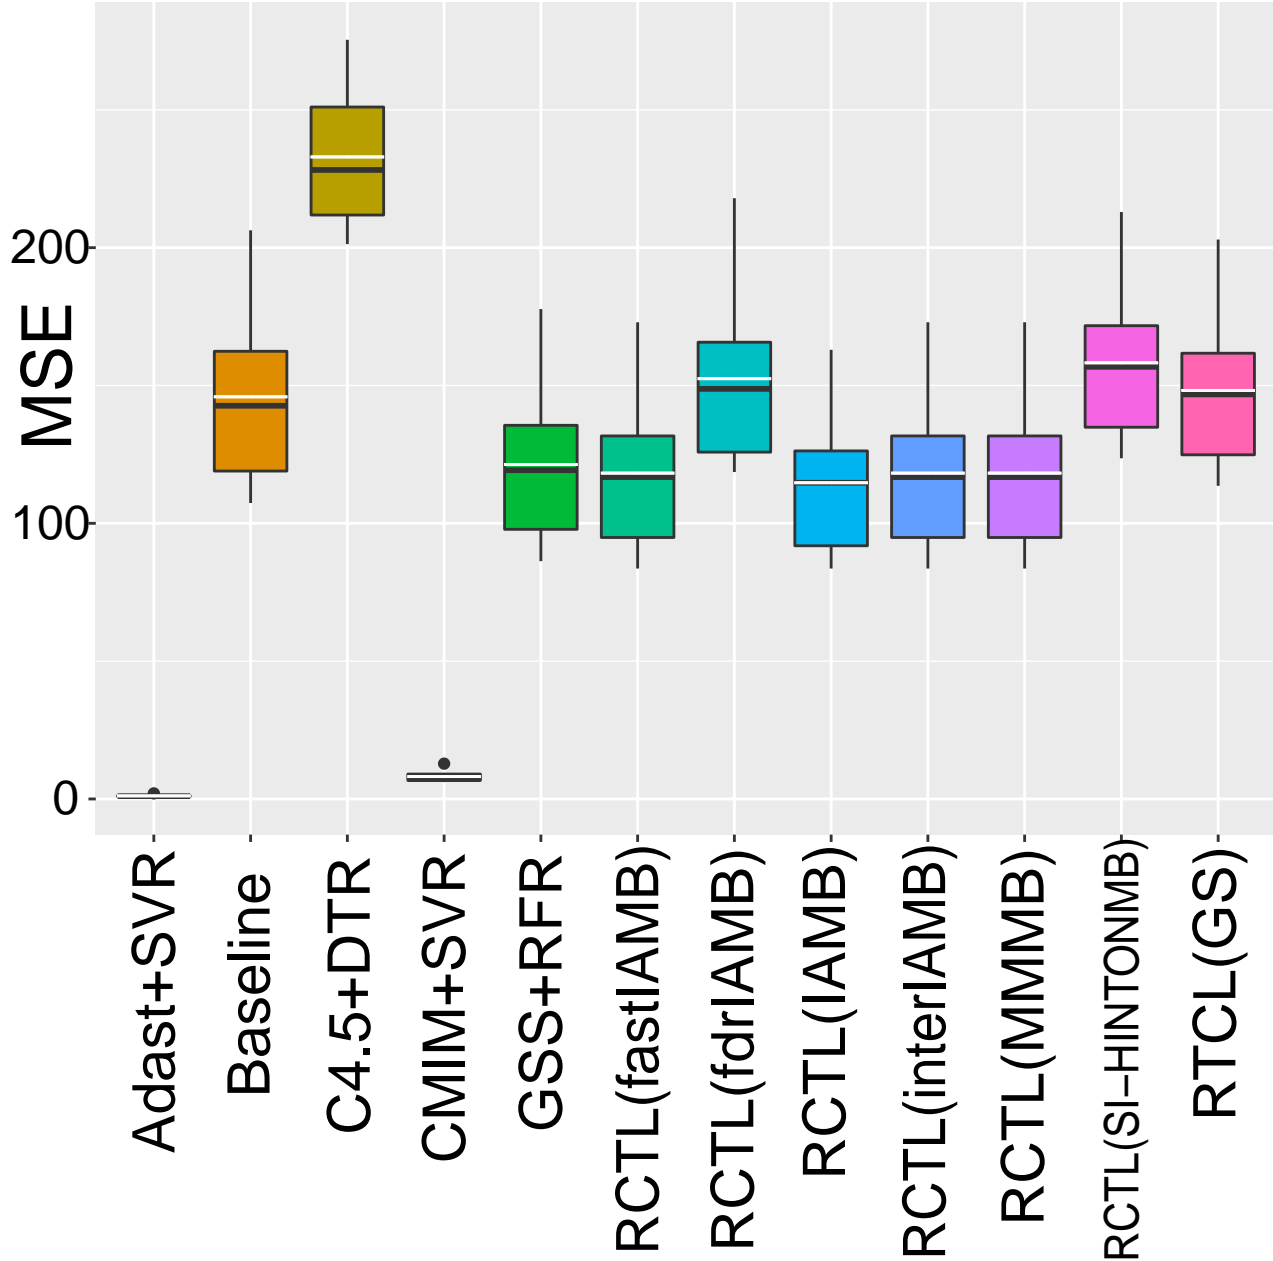 MSE
200
100
0
Adast+SVR
Baseline
C4.5+DTR
CMIM+SVR
GSS+RFR
RCTL(fastIAMB)
RCTL(fdrIAMB)
RCTL(IAMB)
RCTL(interIAMB)
RCTL(MMMB)
RCTL(SI−HINTONMB)
RTCL(GS)